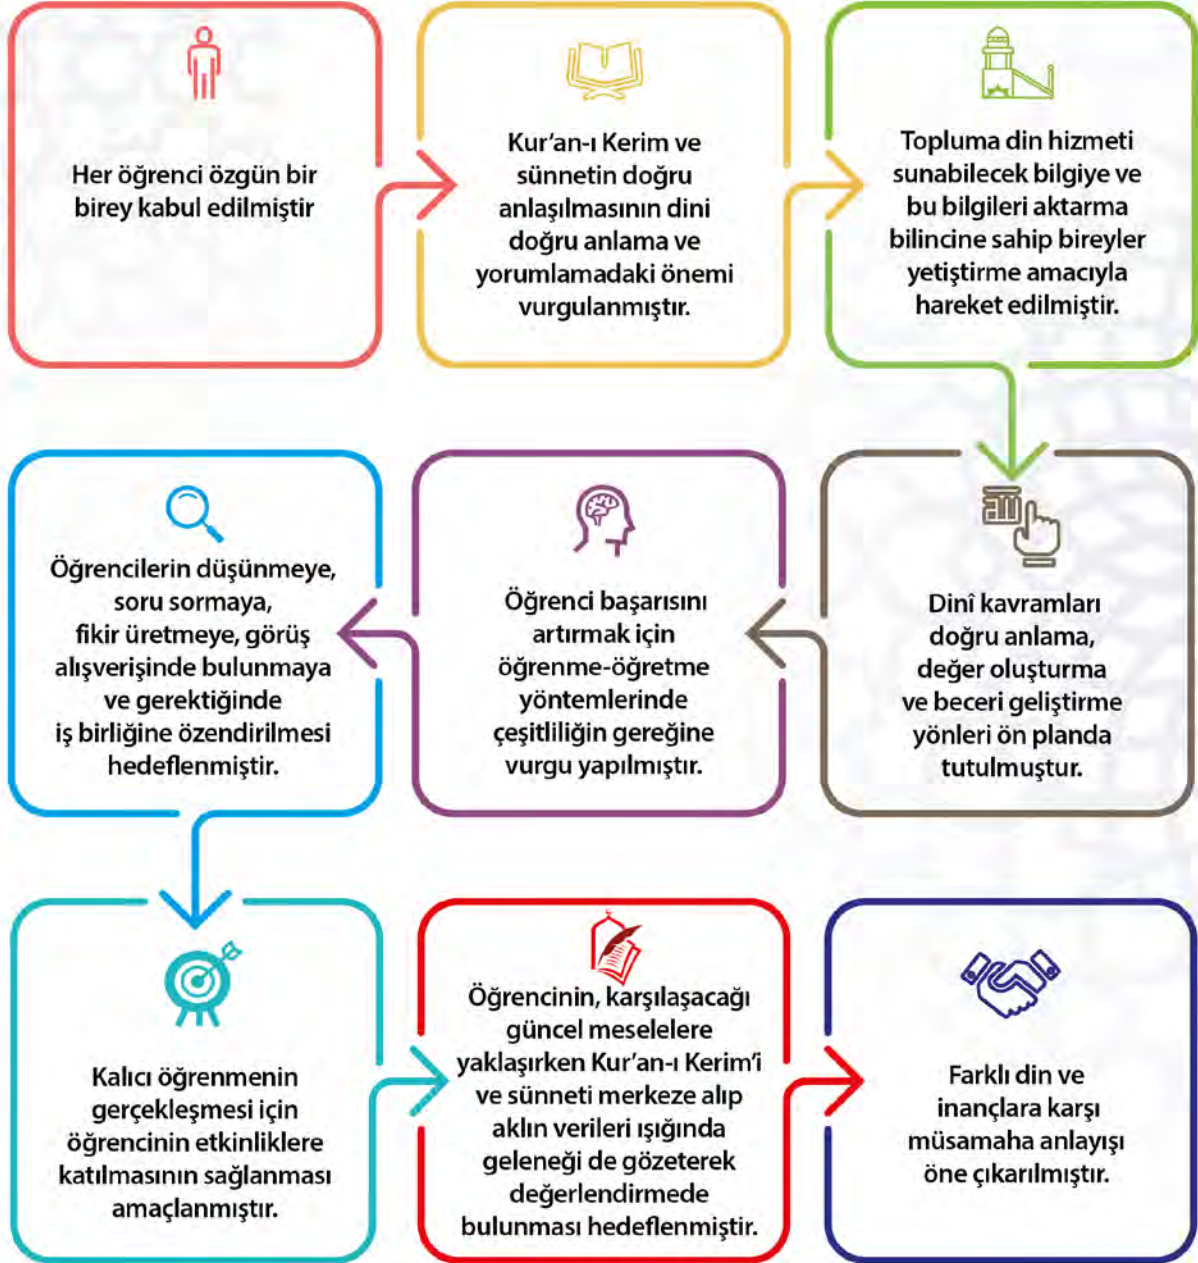 Her öğrenci özgün bir
birey kabul edilmiştir
Kur'an-ı Kerim ve
sünnetin doğru
anlaşılmasının dini
doğru anlama ve
yorumlamadaki önemi
vurgulanmıştır.
Topluma din hizmeti
sunabilecek bilgiye ve
bu bilgileri aktarma
bilincine sahip bireyler
yetiştirme amacıyla
hareket edilmiştir.
Dinî kavramları
doğru anlama,
değer oluşturma
ve beceri geliştirme
yönleri ön planda
tutulmuştur.
Öğrenci başarısını
artırmak için
öğrenme-öğretme
yöntemlerinde
çeşitliliğin gereğine
vurgu yapılmıştır.
Öğrencilerin düşünmeye,
soru sormaya,
fikir üretmeye, görüş
alışverişinde bulunmaya
ve gerektiğinde
iş birliğine özendirilmesi
hedeflenmiştir.
Kalıcı öğrenmenin
gerçekleşmesi için
öğrencinin etkinliklere
katılmasının sağlanması
amaçlanmıştır.
Öğrencinin, karşılaşacağı
güncel meselelere
yaklaşırken Kur'an-ı Kerim'i
ve sünneti merkeze alıp
aklın verileri ışığında
geleneği de gözeterek
değerlendirmede
bulunması hedeflenmiştir.
Farklı din ve
inançlara karşı
müsamaha anlayışı
öne çıkarılmıştır.